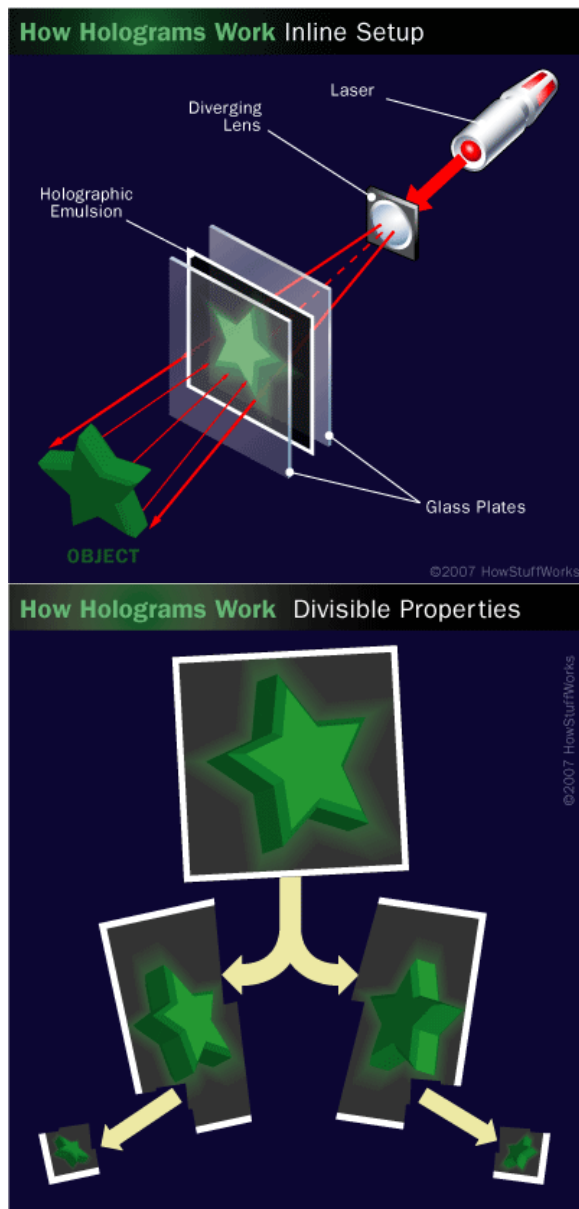 How Holograms Work Inline Setup
Laser
Diverging
Lens
Holographic
Emulsion
Glass Plates
OBJECT
©2007 HowStuffWorks
How Holograms Work Divisible Properties
©2007 HowStuffWorks